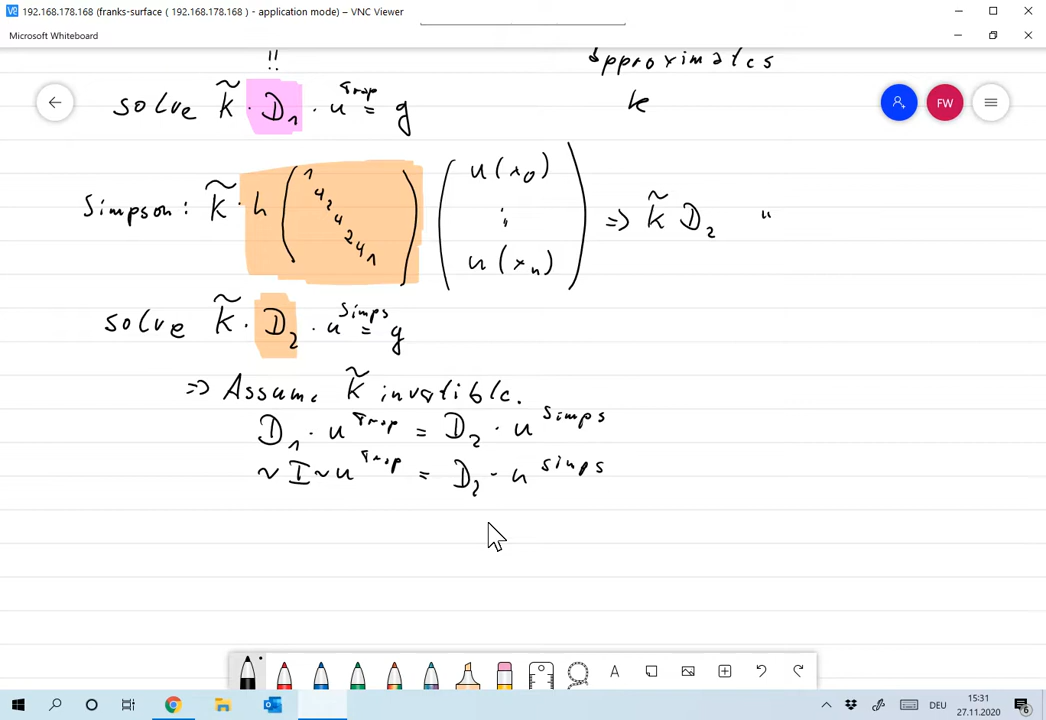 192.168.178.168 (franks-surface ( 192.168.178.168 ) - application mode) – VNC Viewer
Microsoft Whiteboard
!!
approximates
solve K̃ · D₁ · u^Trap = g
k
FW
Simpson: K̃ · h ( 1 4 2 4 2 4 1 ) ( u(x₀) ⋮ u(xₙ) ) => K̃ D₂ "
solve K̃ · D₂ · u^Simps = g
=> Assume K̃ invertible.
D₁ · u^Trap = D₂ · u^Simps
~ I ~ u^Trap = D₂ · u^Simps
A
DEU
15:31
27.11.2020
6